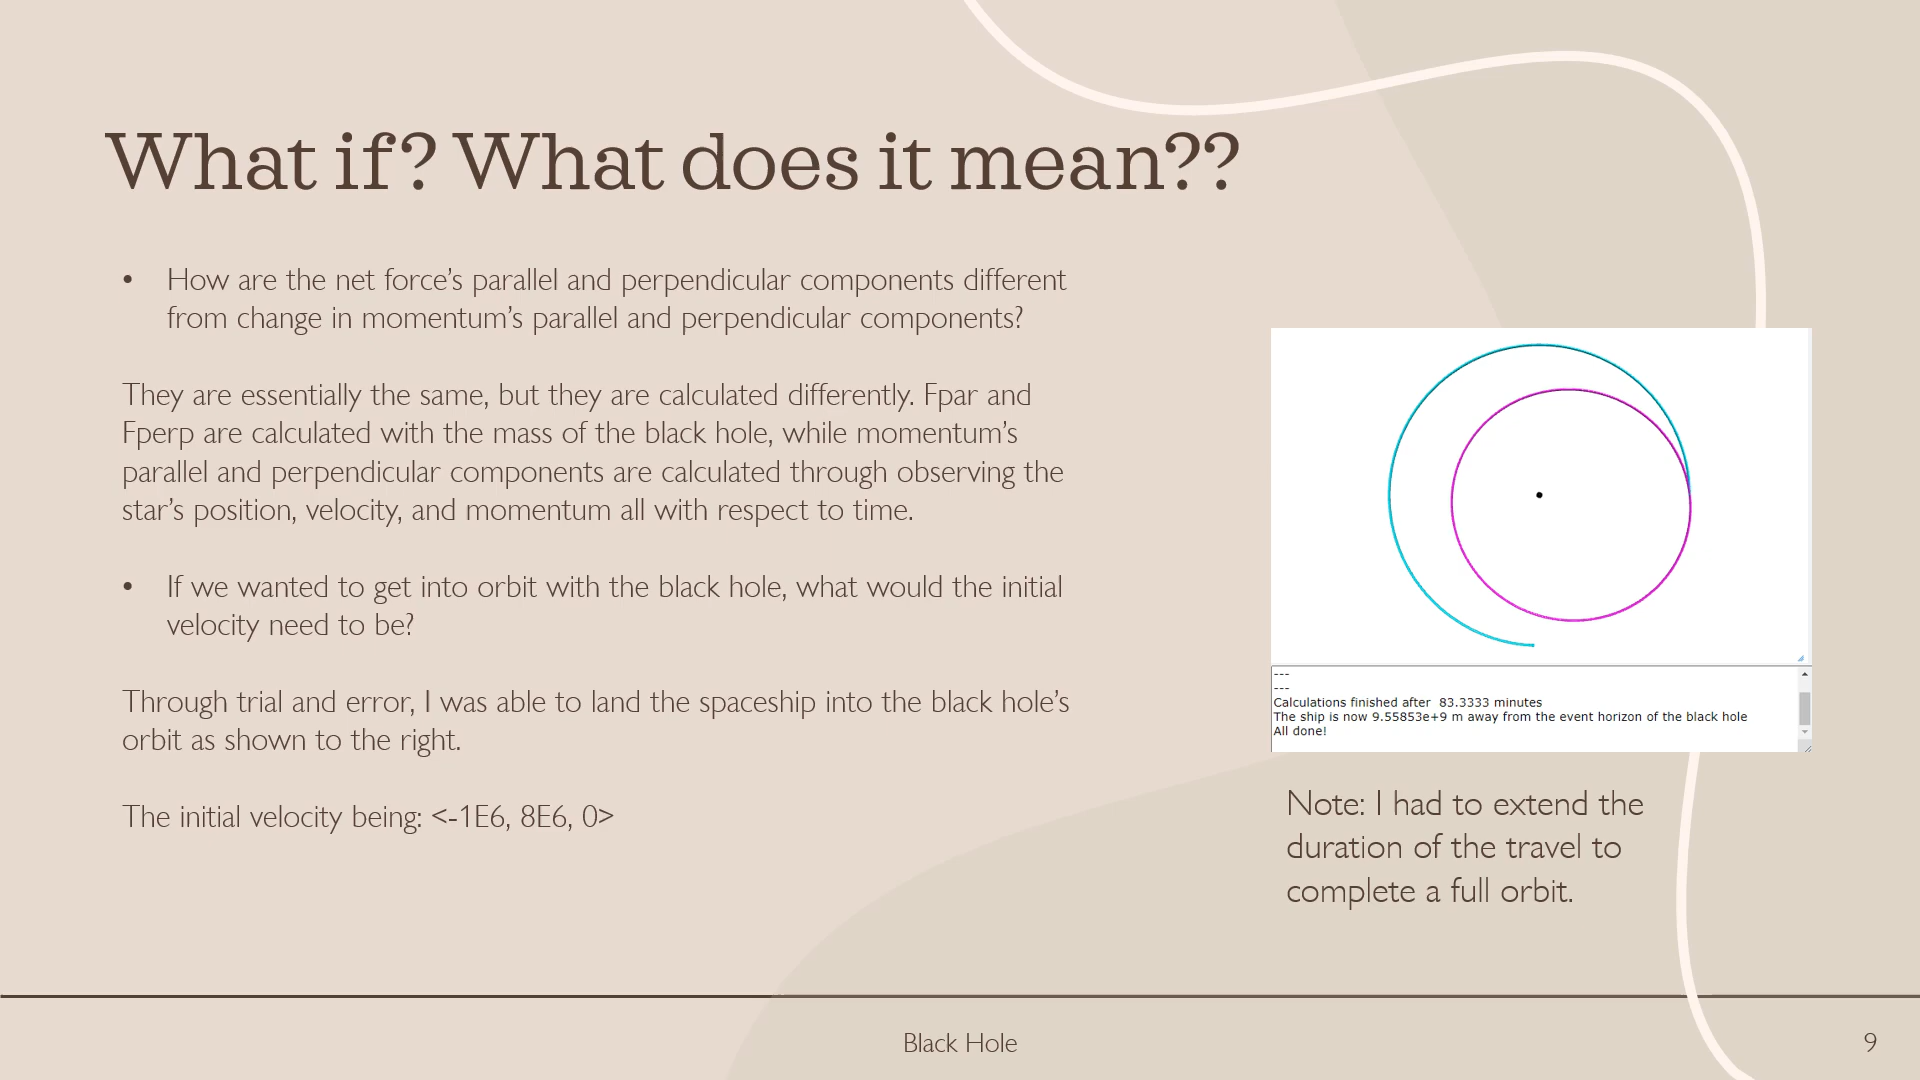 What if? What does it mean??
• How are the net force’s parallel and perpendicular components different
from change in momentum’s parallel and perpendicular components?
They are essentially the same, but they are calculated differently. Fpar and
Fperp are calculated with the mass of the black hole, while momentum’s
parallel and perpendicular components are calculated through observing the
star’s position, velocity, and momentum all with respect to time.
• If we wanted to get into orbit with the black hole, what would the initial
velocity need to be?
Through trial and error, I was able to land the spaceship into the black hole’s
orbit as shown to the right.
The initial velocity being: <-1E6, 8E6, 0>
---
---
Calculations finished after  83.3333 minutes
The ship is now 9.55853e+9 m away from the event horizon of the black hole
All done!
Note: I had to extend the
duration of the travel to
complete a full orbit.
Black Hole
9